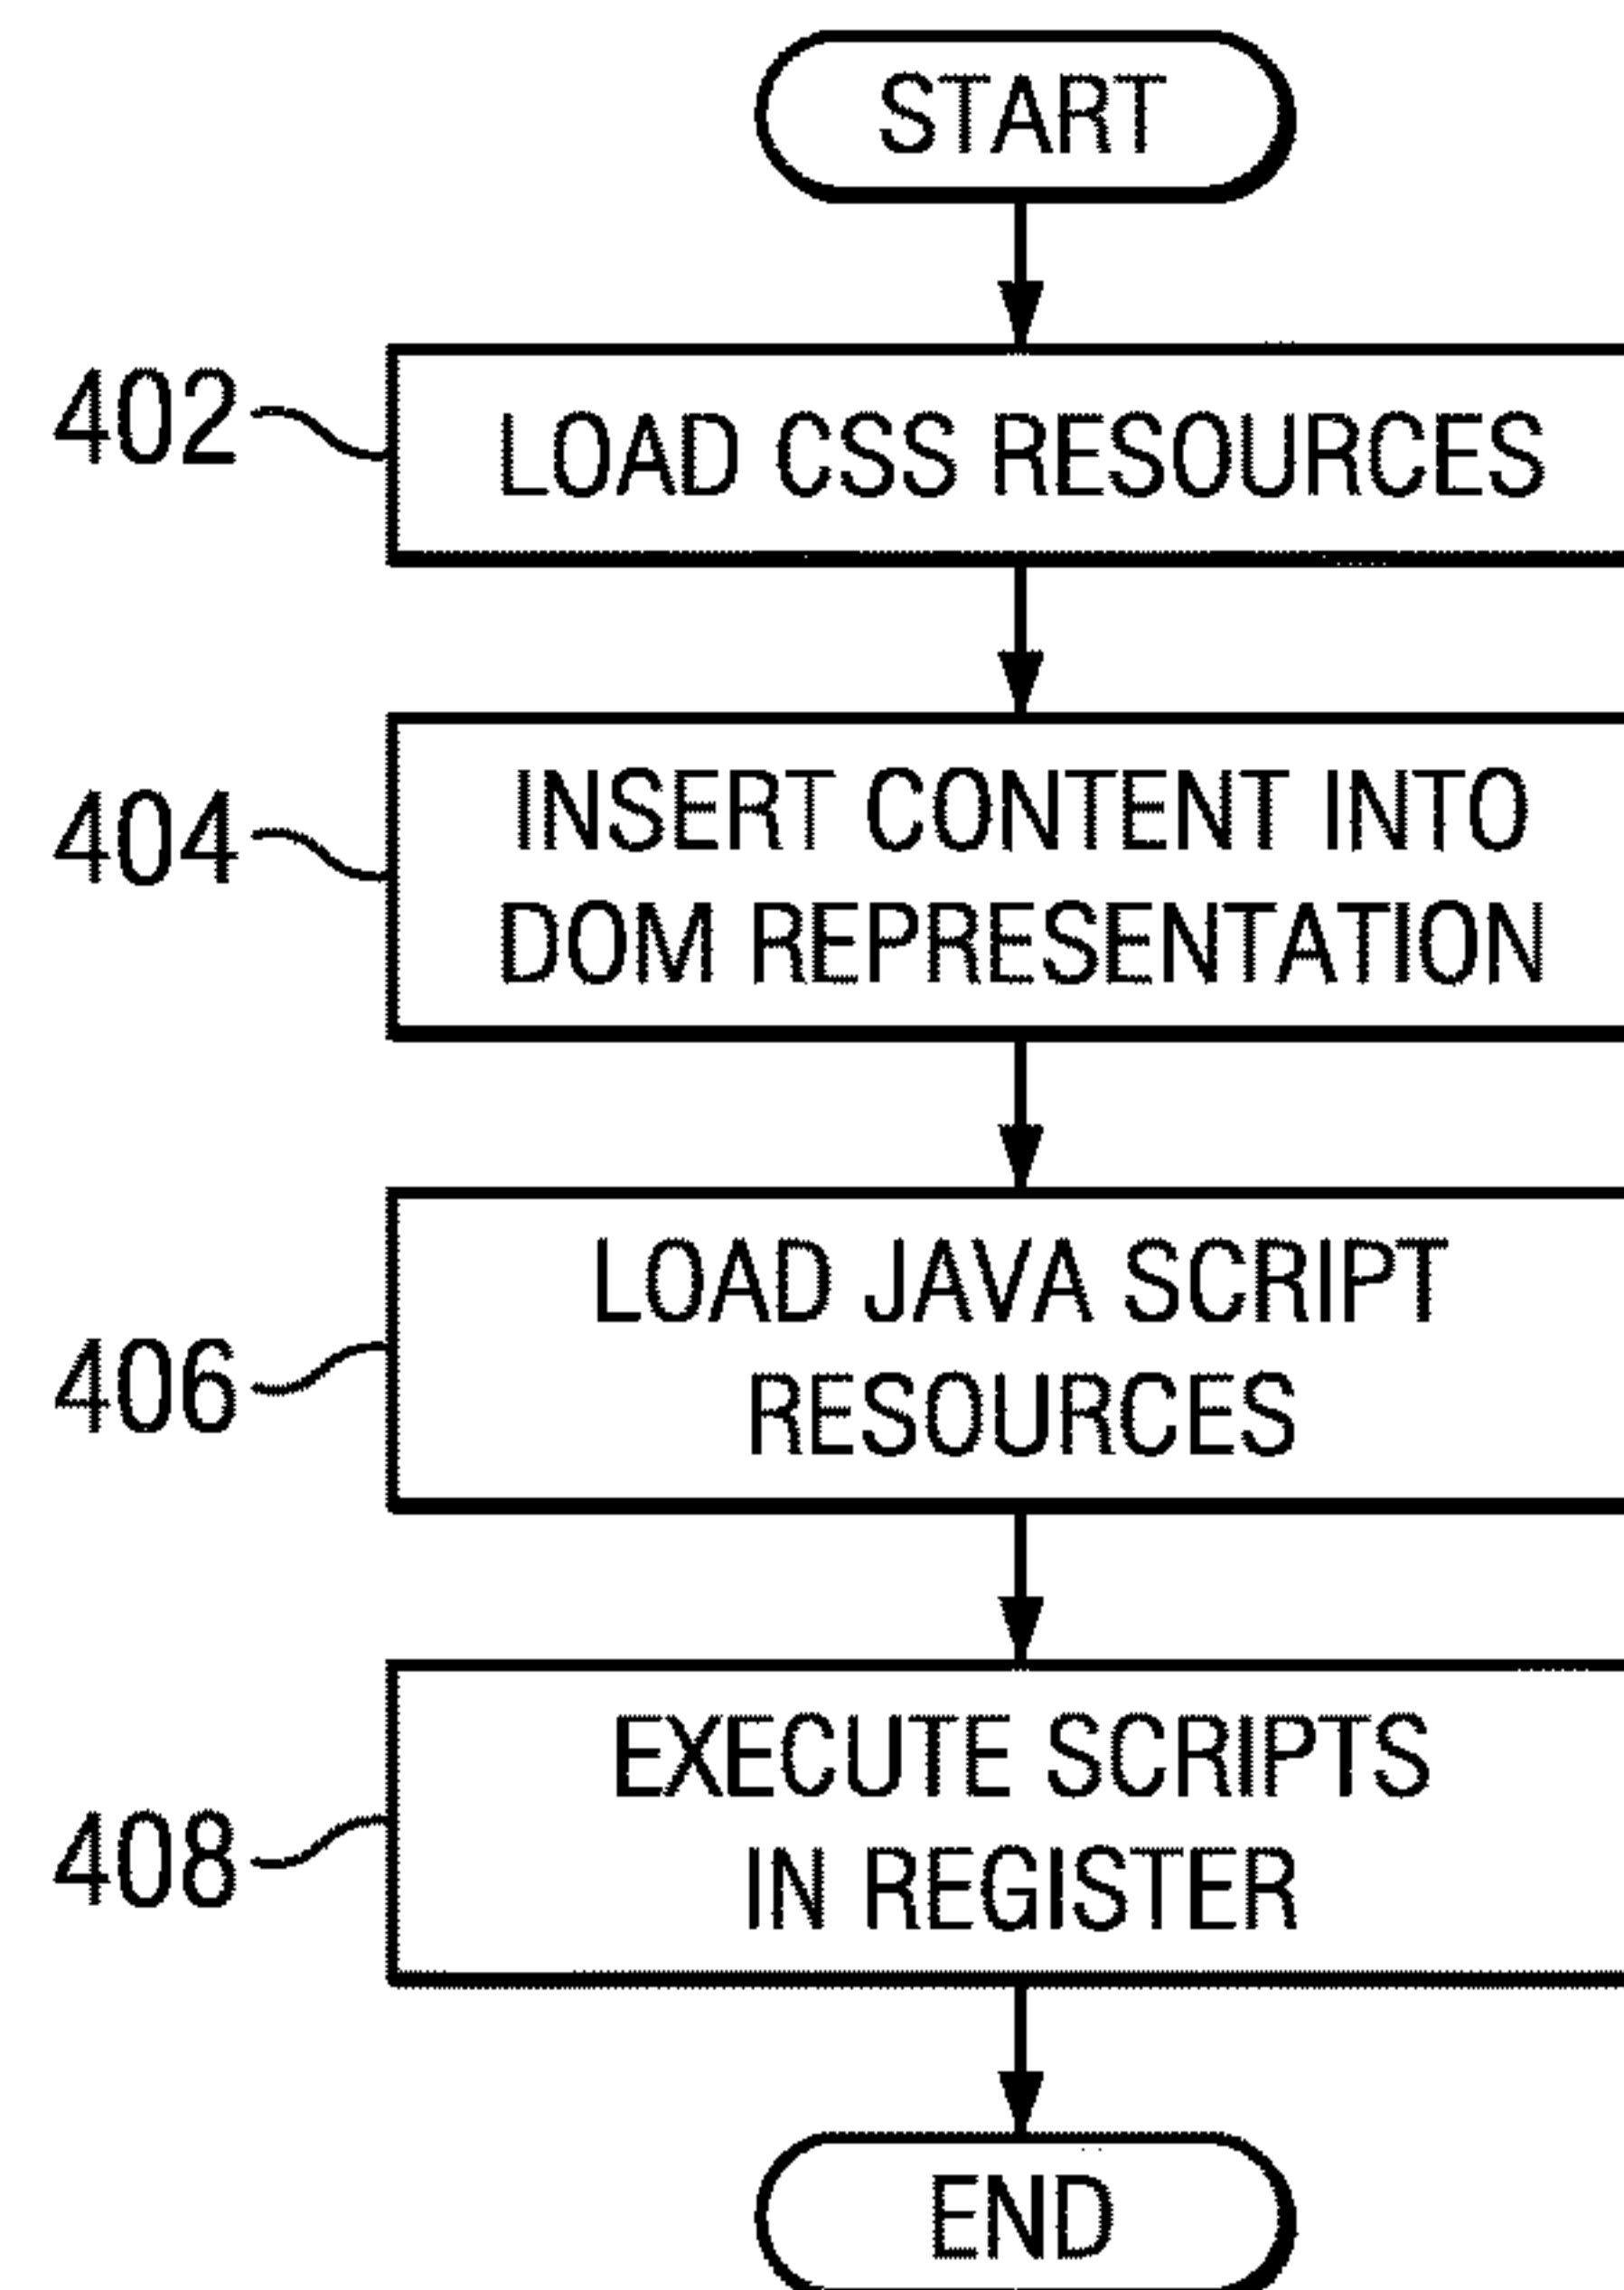 START
402
LOAD CSS RESOURCES
404
INSERT CONTENT INTO
DOM REPRESENTATION
406
LOAD JAVA SCRIPT
RESOURCES
408
EXECUTE SCRIPTS
IN REGISTER
END